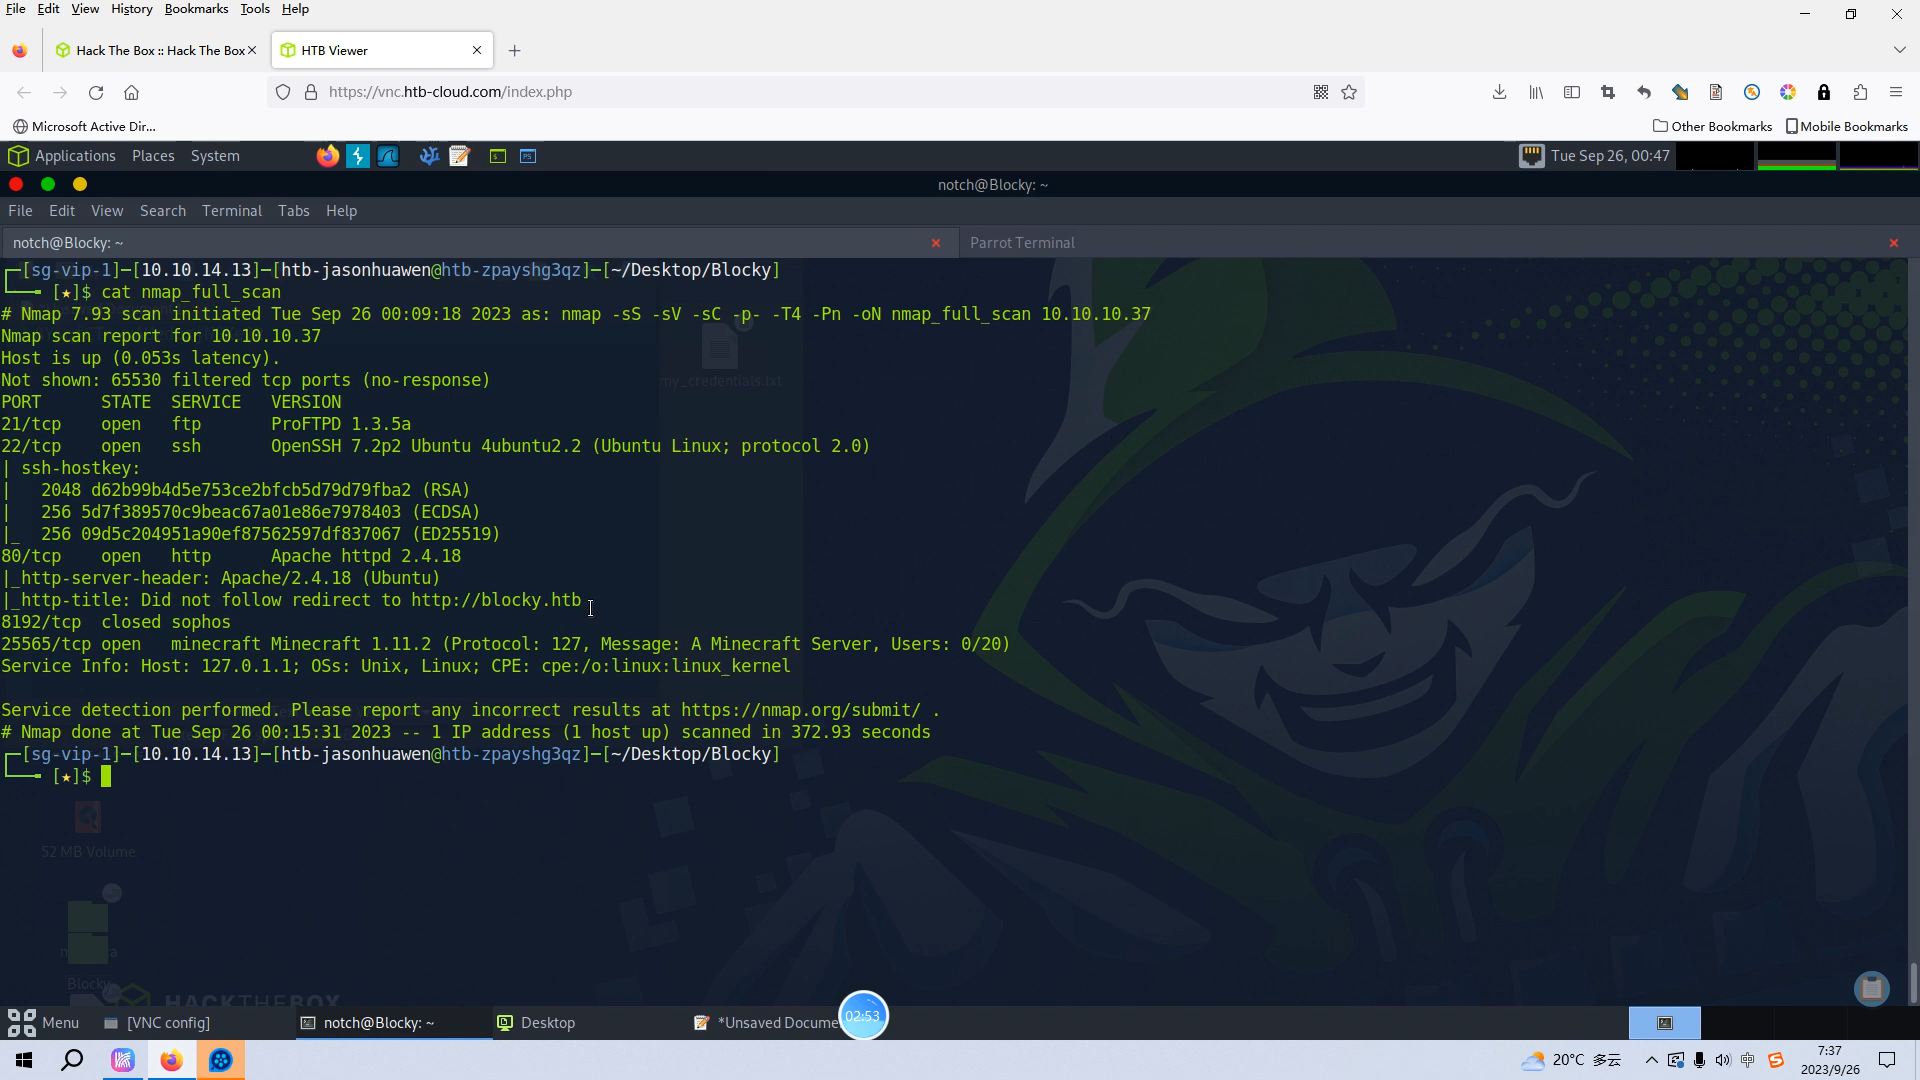 File Edit View History Bookmarks Tools Help
Hack The Box :: Hack The Box
HTB Viewer
https://vnc.htb-cloud.com/index.php
Microsoft Active Dir...
Other Bookmarks
Mobile Bookmarks
Applications Places System
Tue Sep 26, 00:47
notch@Blocky: ~
File Edit View Search Terminal Tabs Help
notch@Blocky: ~
Parrot Terminal
┌─[sg-vip-1]─[10.10.14.13]─[htb-jasonhuawen@htb-zpayshg3qz]─[~/Desktop/Blocky]
└──╼ [★]$ cat nmap_full_scan
# Nmap 7.93 scan initiated Tue Sep 26 00:09:18 2023 as: nmap -sS -sV -sC -p- -T4 -Pn -oN nmap_full_scan 10.10.10.37
Nmap scan report for 10.10.10.37
Host is up (0.053s latency).
Not shown: 65530 filtered tcp ports (no-response)
PORT      STATE  SERVICE   VERSION
21/tcp    open   ftp       ProFTPD 1.3.5a
22/tcp    open   ssh       OpenSSH 7.2p2 Ubuntu 4ubuntu2.2 (Ubuntu Linux; protocol 2.0)
| ssh-hostkey:
|   2048 d62b99b4d5e753ce2bfcb5d79d79fba2 (RSA)
|   256 5d7f389570c9beac67a01e86e7978403 (ECDSA)
|_  256 09d5c204951a90ef87562597df837067 (ED25519)
80/tcp    open   http      Apache httpd 2.4.18
|_http-server-header: Apache/2.4.18 (Ubuntu)
|_http-title: Did not follow redirect to http://blocky.htb
8192/tcp  closed sophos
25565/tcp open   minecraft Minecraft 1.11.2 (Protocol: 127, Message: A Minecraft Server, Users: 0/20)
Service Info: Host: 127.0.1.1; OSs: Unix, Linux; CPE: cpe:/o:linux:linux_kernel
Service detection performed. Please report any incorrect results at https://nmap.org/submit/ .
# Nmap done at Tue Sep 26 00:15:31 2023 -- 1 IP address (1 host up) scanned in 372.93 seconds
┌─[sg-vip-1]─[10.10.14.13]─[htb-jasonhuawen@htb-zpayshg3qz]─[~/Desktop/Blocky]
└──╼ [★]$
my_credentials.txt
52 MB Volume
Blocky
HACKTHEBOX
Menu
[VNC config]
notch@Blocky: ~
Desktop
*Unsaved Docume
02:53
20°C 多云
中
7:37
2023/9/26